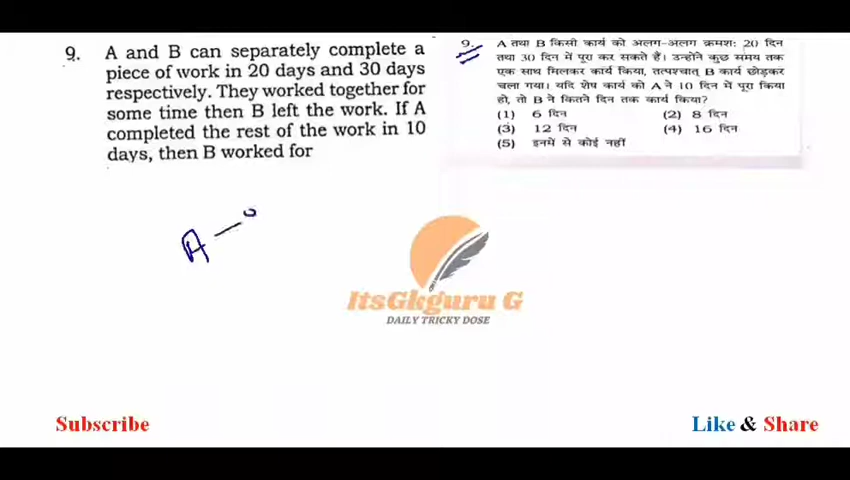 9. A and B can separately complete a
piece of work in 20 days and 30 days
respectively. They worked together for
some time then B left the work. If A
completed the rest of the work in 10
days, then B worked for
9. A तथा B किसी कार्य को अलग-अलग क्रमश: 20 दिन
तथा 30 दिन में पूरा कर सकते हैं। उन्होंने कुछ समय तक
एक साथ मिलकर कार्य किया, तत्पश्चात् B कार्य छोड़कर
चला गया। यदि शेष कार्य को A ने 10 दिन में पूरा किया
हो, तो B ने कितने दिन तक कार्य किया?
(1) 6 दिन (2) 8 दिन
(3) 12 दिन (4) 16 दिन
(5) इनमें से कोई नहीं
A —
ItsGkguru G
DAILY TRICKY DOSE
Subscribe
Like & Share